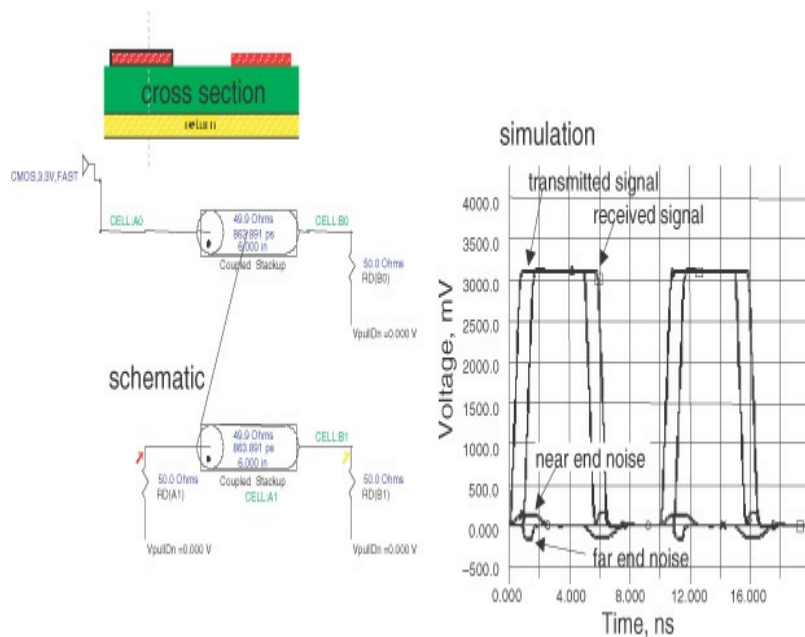 cross section
CMOS,3.3V,FAST
CELL:A0
49.9 Ohms
863.891 ps
6.000 in
Coupled Stackup
CELL:B0
50.0 Ohms
RD(B0)
VpullDn =0.000 V
schematic
49.9 Ohms
863.891 ps
6.000 in
Coupled Stackup
CELL:A1
CELL:B1
50.0 Ohms
RD(A1)
50.0 Ohms
RD(B1)
VpullDn =0.000 V
VpullDn =0.000 V
simulation
transmitted signal
received signal
Voltage, mV
4000.0
3500.0
3000.0
2500.0
2000.0
1500.0
1000.0
500.0
0.000
-500.0
near end noise
far end noise
0.000
4.000
8.000
12.000
16.000
Time, ns